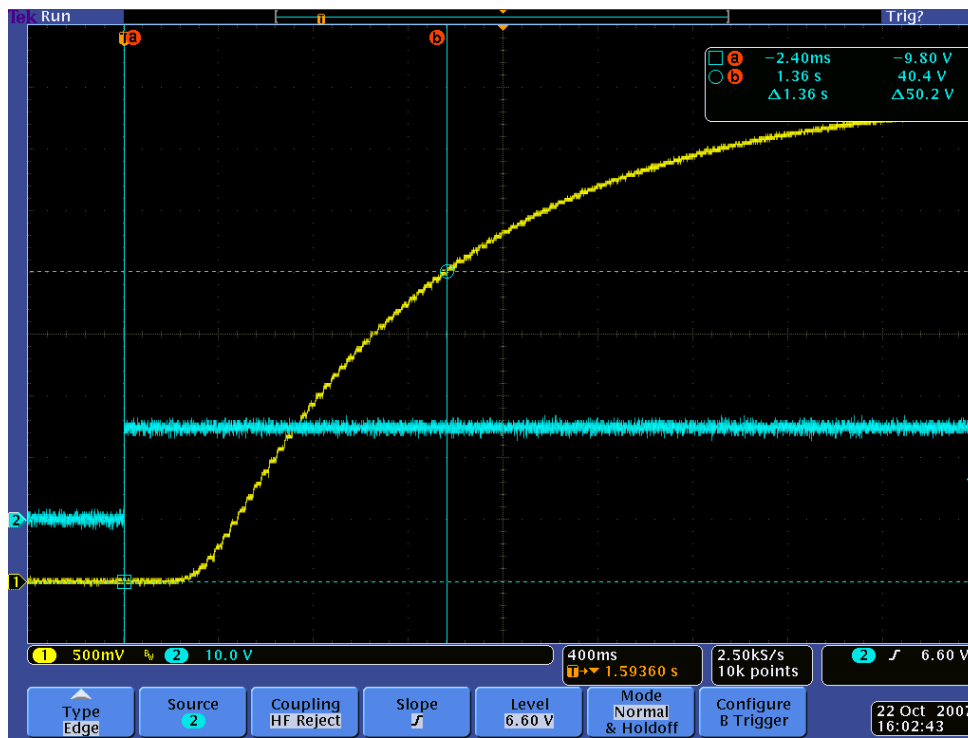 Tek Run Trig?
T a b
a −2.40ms −9.80 V
b 1.36 s 40.4 V
Δ1.36 s Δ50.2 V
T
2
1
1 500mV BW 2 10.0 V
400ms
T→▼ 1.59360 s
2.50kS/s
10k points
2 6.60 V
Type
Edge
Source
2
Coupling
HF Reject
Slope
Level
6.60 V
Mode
Normal
& Holdoff
Configure
B Trigger
22 Oct 2007
16:02:43